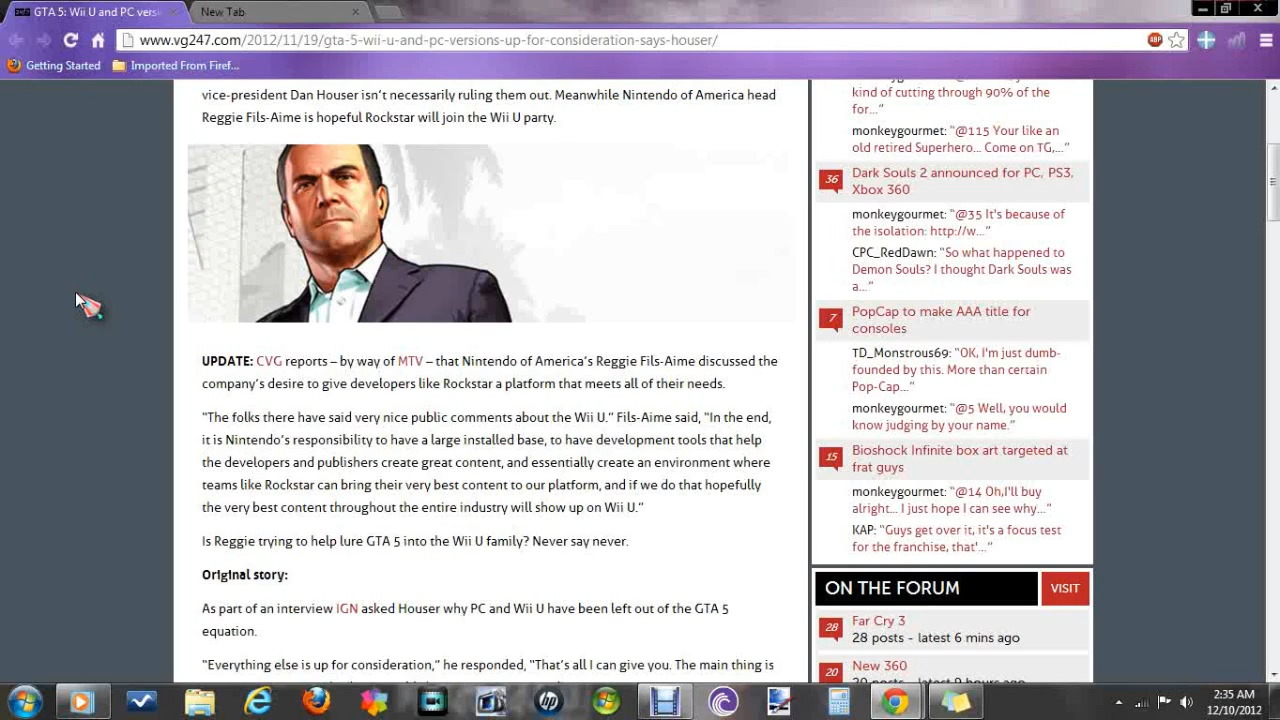 GTA 5: Wii U and PC versi
New Tab
www.vg247.com/2012/11/19/gta-5-wii-u-and-pc-versions-up-for-consideration-says-houser/
ABP
Getting Started
Imported From Firef...
vice-president Dan Houser isn't necessarily ruling them out. Meanwhile Nintendo of America head
Reggie Fils-Aime is hopeful Rockstar will join the Wii U party.
UPDATE: CVG reports – by way of MTV – that Nintendo of America's Reggie Fils-Aime discussed the
company's desire to give developers like Rockstar a platform that meets all of their needs.
"The folks there have said very nice public comments about the Wii U." Fils-Aime said, "In the end,
it is Nintendo's responsibility to have a large installed base, to have development tools that help
the developers and publishers create great content, and essentially create an environment where
teams like Rockstar can bring their very best content to our platform, and if we do that hopefully
the very best content throughout the entire industry will show up on Wii U."
Is Reggie trying to help lure GTA 5 into the Wii U family? Never say never.
Original story:
As part of an interview IGN asked Houser why PC and Wii U have been left out of the GTA 5
equation.
"Everything else is up for consideration," he responded, "That's all I can give you. The main thing is
kind of cutting through 90% of the
for..."
monkeygourmet: "@115 Your like an
old retired Superhero... Come on TG,..."
36
Dark Souls 2 announced for PC, PS3,
Xbox 360
monkeygourmet: "@35 It's because of
the isolation: http://w..."
CPC_RedDawn: "So what happened to
Demon Souls? I thought Dark Souls was
a..."
7
PopCap to make AAA title for
consoles
TD_Monstrous69: "OK, I'm just dumb-
founded by this. More than certain
Pop-Cap..."
monkeygourmet: "@5 Well, you would
know judging by your name."
15
Bioshock Infinite box art targeted at
frat guys
monkeygourmet: "@14 Oh,I'll buy
alright... I just hope I can see why..."
KAP: "Guys get over it, it's a focus test
for the franchise, that'..."
ON THE FORUM
VISIT
28
Far Cry 3
28 posts - latest 6 mins ago
20
New 360
20 posts - latest 9 hours ago
hp
2:35 AM
12/10/2012